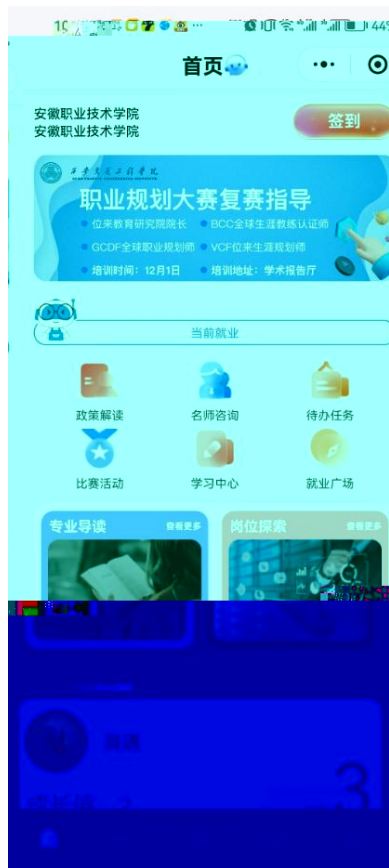 44
首页
安徽职业技术学院
安徽职业技术学院
签到
职业规划大赛复赛指导
位来教育研究院院长
BCC全球生涯教练认证师
GCDF全球职业规划师
VCF位来生涯规划师
培训时间：12月1日
培训地址：学术报告厅
当前就业
政策解读
名师咨询
待办任务
比赛活动
学习中心
就业广场
专业导读
查看更多
岗位探索
查看更多
3